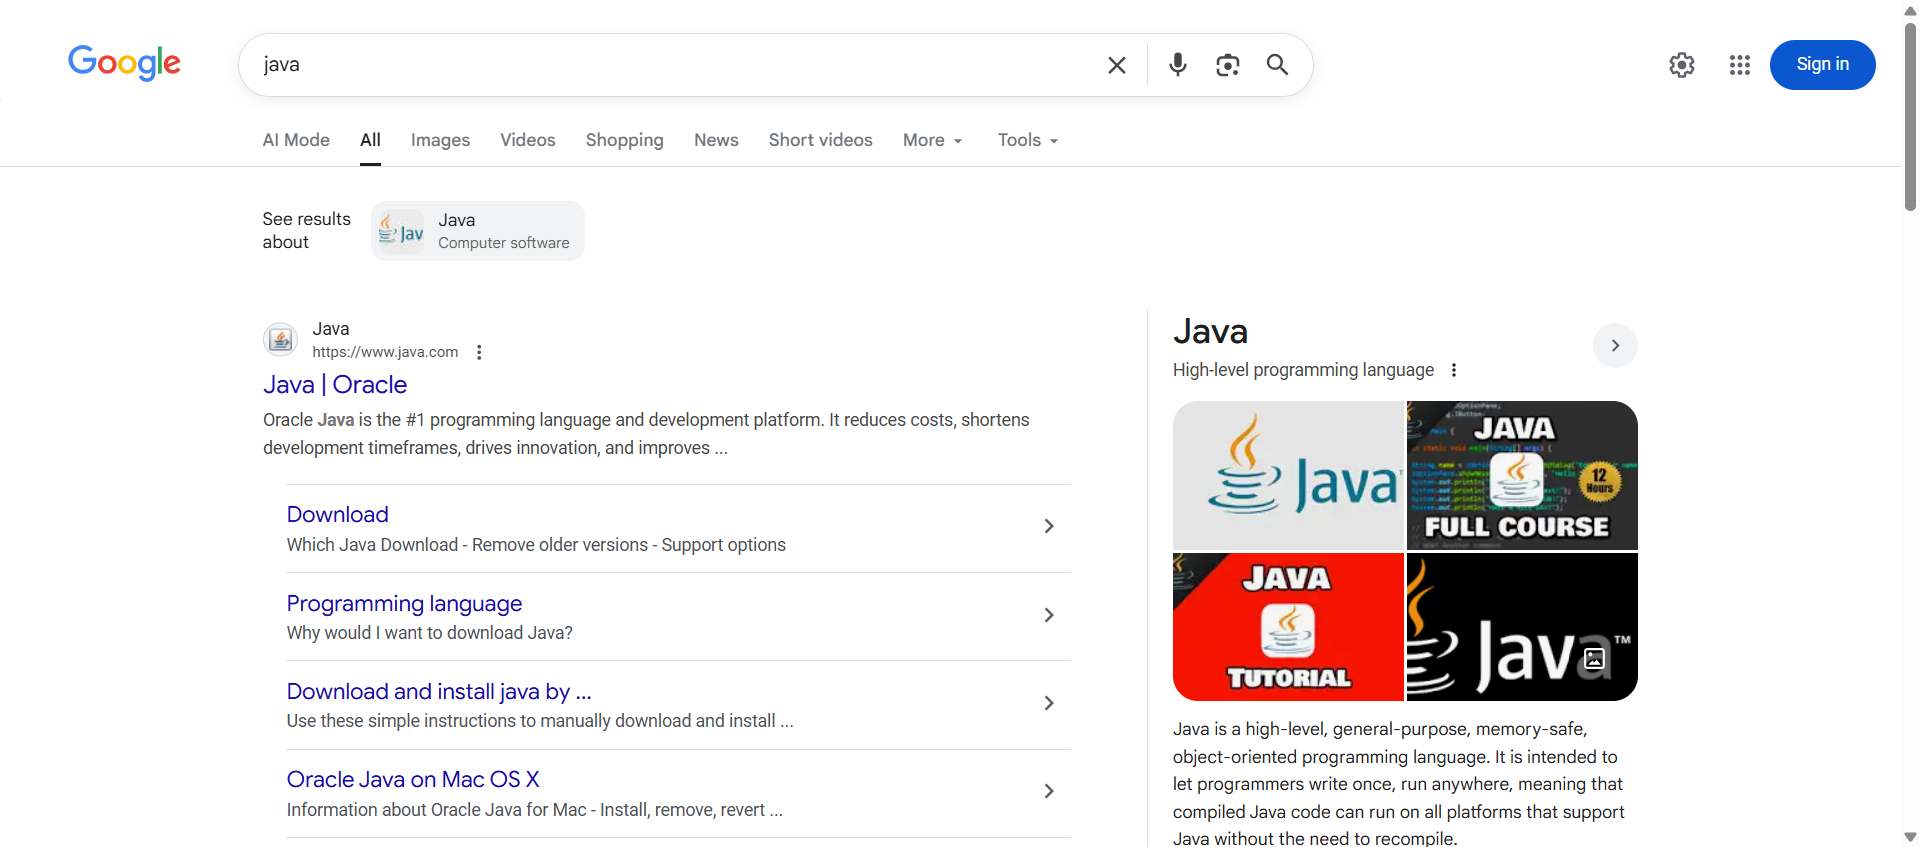 Google
java
Sign in
AI Mode
All
Images
Videos
Shopping
News
Short videos
More
Tools
See results
about
Jav
Java
Computer software
Java
https://www.java.com
Java | Oracle
Oracle Java is the #1 programming language and development platform. It reduces costs, shortens
development timeframes, drives innovation, and improves ...
Download
Which Java Download - Remove older versions - Support options
Programming language
Why would I want to download Java?
Download and install java by ...
Use these simple instructions to manually download and install ...
Oracle Java on Mac OS X
Information about Oracle Java for Mac - Install, remove, revert ...
Java
High-level programming language
Java
JAVA
12
Hours
FULL COURSE
JAVA
TUTORIAL
Java™
Java is a high-level, general-purpose, memory-safe,
object-oriented programming language. It is intended to
let programmers write once, run anywhere, meaning that
compiled Java code can run on all platforms that support
Java without the need to recompile.